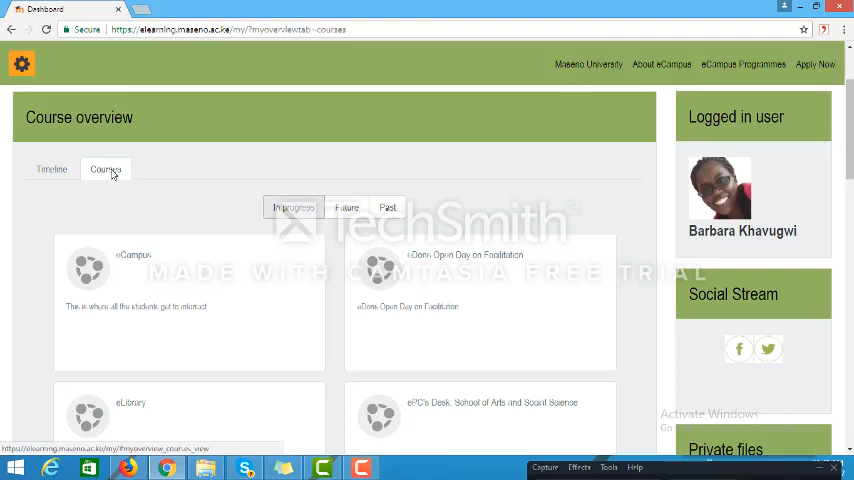 Dashboard
Secure
https://elearning.maseno.ac.ke/my/?myoverviewtab=courses
Maseno University
About eCampus
eCampus Programmes
Apply Now
Course overview
Logged in user
Timeline
Courses
In progress
Future
Past
TechSmith
MADE WITH CAMTASIA FREE TRIAL
Barbara Khavugwi
eCampus
eDons Open Day on Facilitation
This is where all the students get to interract
eDons Open Day on Facilitation
Social Stream
eLibrary
ePC's Desk: School of Arts and Social Science
Activate Windows
Private files
https://elearning.maseno.ac.ke/my/#myoverview_courses_view
Capture
Effects
Tools
Help